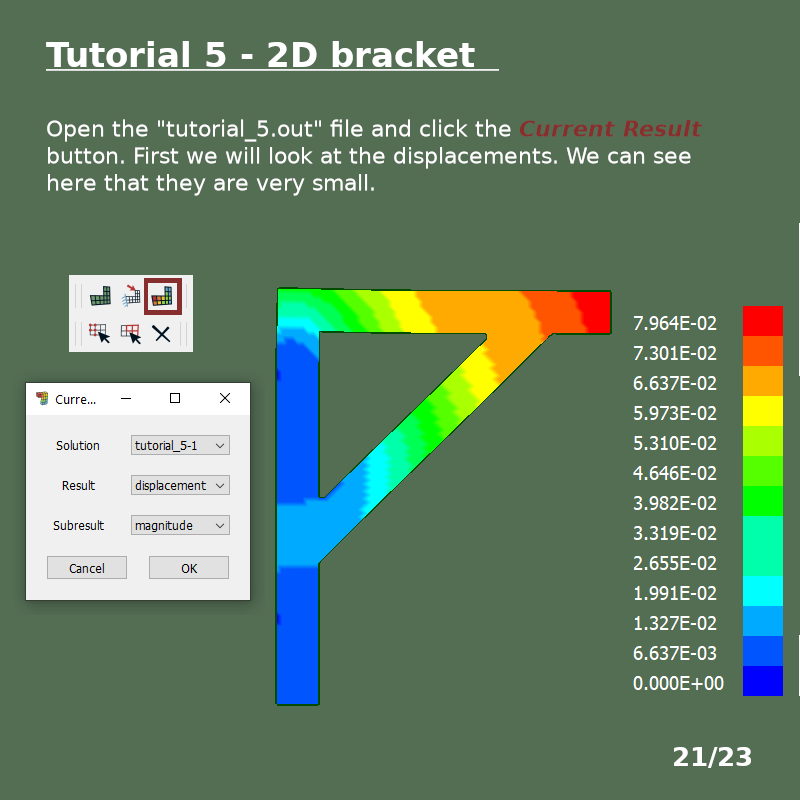 Tutorial 5 - 2D bracket
Open the "tutorial_5.out" file and click the Current Result
button. First we will look at the displacements. We can see
here that they are very small.
Curre...
Solution tutorial_5-1
Result displacement
Subresult magnitude
Cancel OK
7.964E-02
7.301E-02
6.637E-02
5.973E-02
5.310E-02
4.646E-02
3.982E-02
3.319E-02
2.655E-02
1.991E-02
1.327E-02
6.637E-03
0.000E+00
21/23